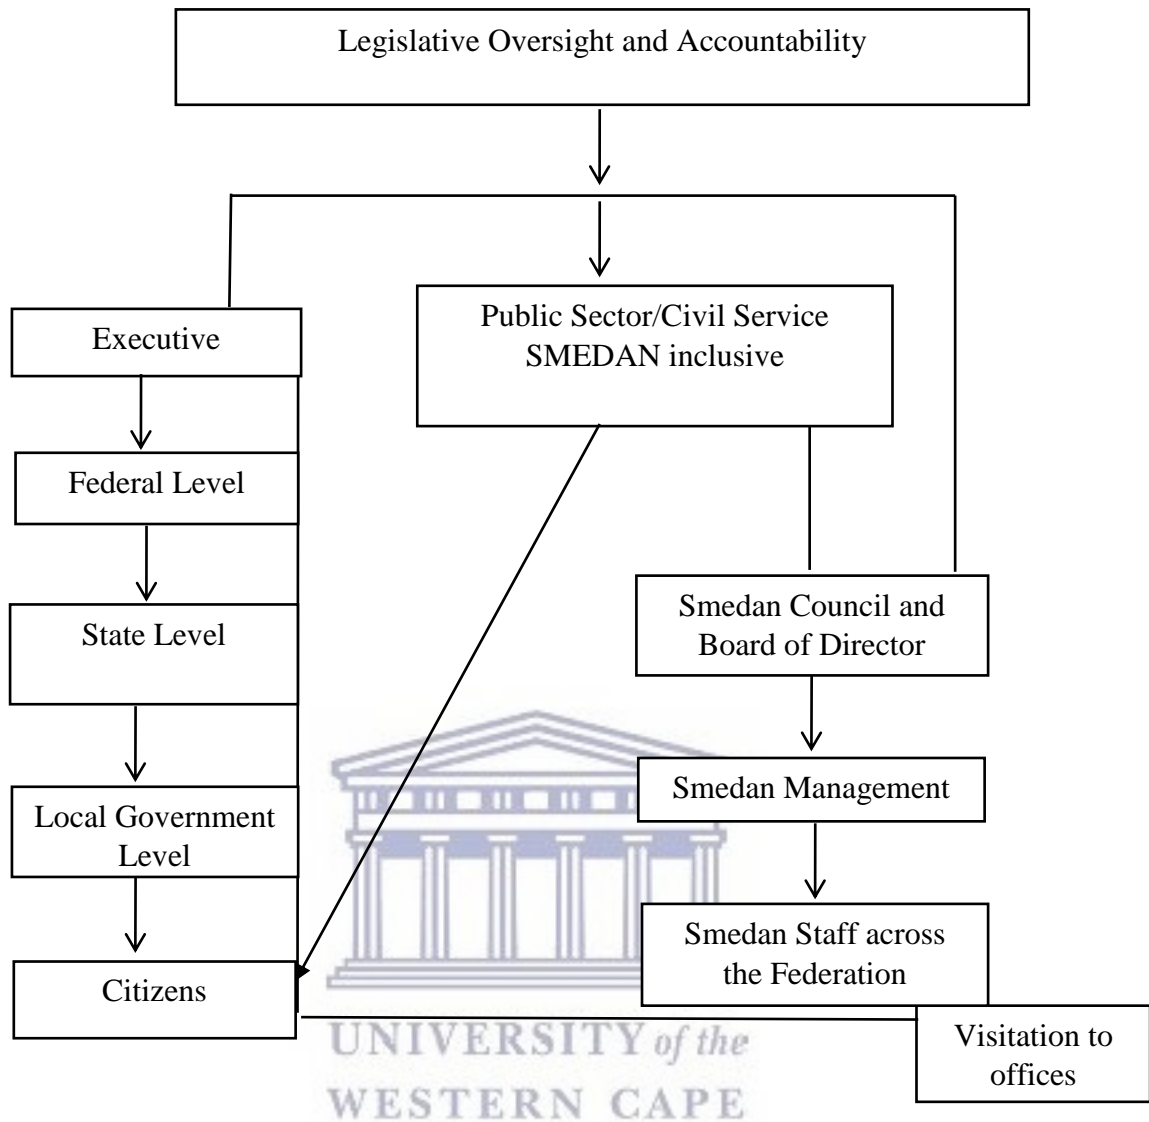 Legislative Oversight and Accountability
Public Sector/Civil Service
SMEDAN inclusive
Executive
Federal Level
State Level
Smedan Council and
Board of Director
Smedan Management
Local Government
Level
Smedan Staff across
the Federation
Citizens
Visitation to
offices
UNIVERSITY of the
WESTERN CAPE